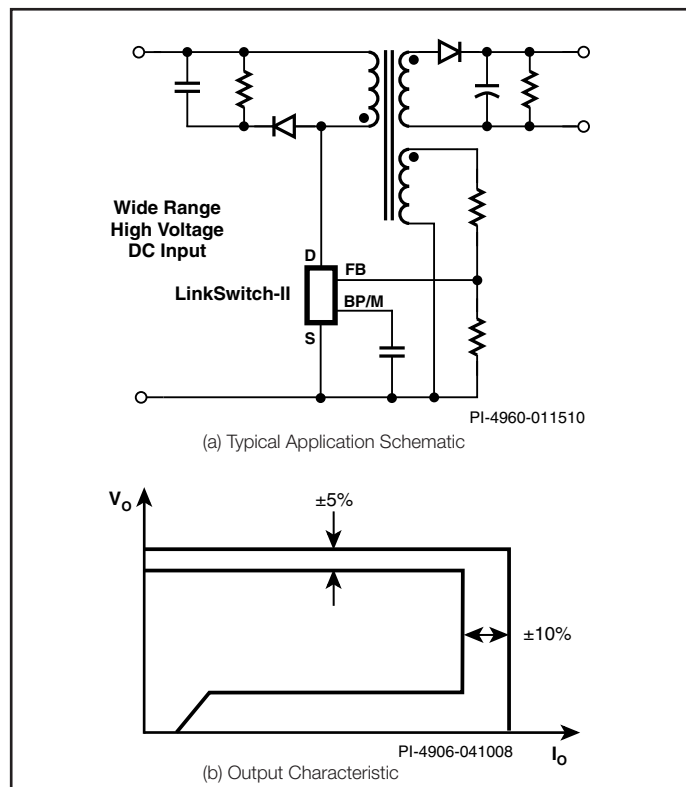 Wide Range
High Voltage
DC Input
LinkSwitch-II
D
FB
BP/M
S
PI-4960-011510
(a) Typical Application Schematic
VO
±5%
±10%
PI-4906-041008
IO
(b) Output Characteristic